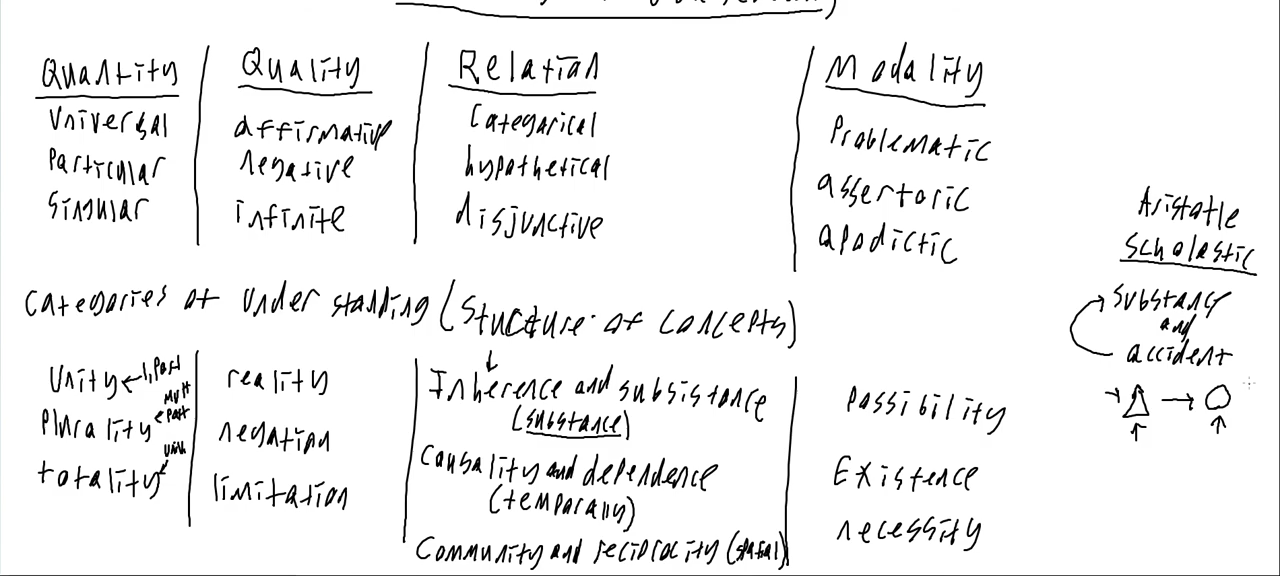 Quantity
Universal
Particular
Singular
Quality
affirmative
negative
infinite
Relation
Categorical
hypothetical
disjunctive
Modality
Problematic
assertoric
apodictic
Aristotle
Scholastic
substance
and
accident
Categories of understanding (Structure of concepts)
Unity
Plurality
totality
reality
negation
limitation
Inherence and subsistance
(substance)
Causality and dependence
(temporally)
Community and reciprocity (spatial)
Possibility
Existence
necessity